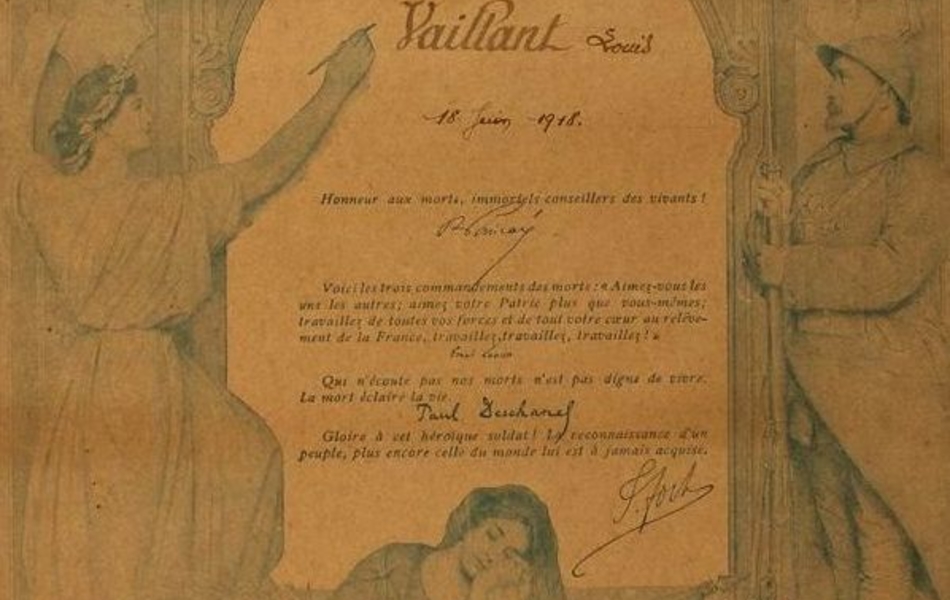 Vaillant Louis
18 Juin 1918.
Honneur aux morts, immortels conseillers des vivants !
R Poincaré
Voici les trois commandements des morts : « Aimez-vous les
uns les autres ; aimez votre Patrie plus que vous-mêmes ;
travaillez de toutes vos forces et de tout votre cœur au relève-
ment de la France, travaillez, travaillez, travaillez ! »
Qui n'écoute pas nos morts n'est pas digne de vivre.
La mort éclaire la vie.
Paul Deschanel
Gloire à cet héroïque soldat ! La reconnaissance d'un
peuple, plus encore celle du monde lui est à jamais acquise.
F. Foch